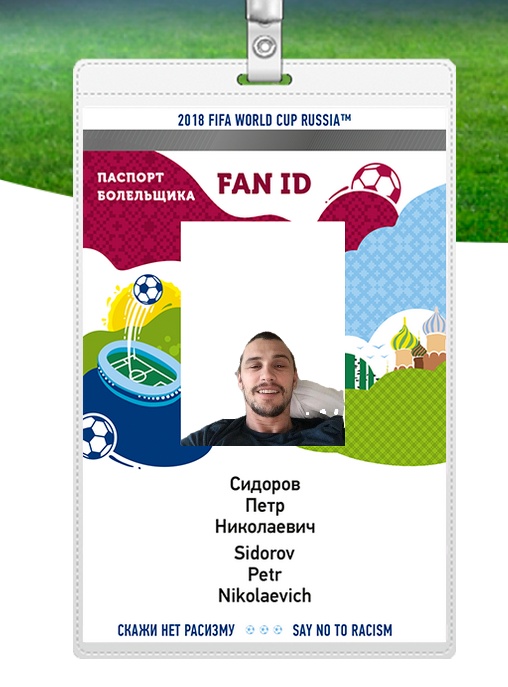 2018 FIFA WORLD CUP RUSSIA™
ПАСПОРТ
БОЛЕЛЬЩИКА
FAN ID
Сидоров
Петр
Николаевич
Sidorov
Petr
Nikolaevich
СКАЖИ НЕТ РАСИЗМУ SAY NO TO RACISM